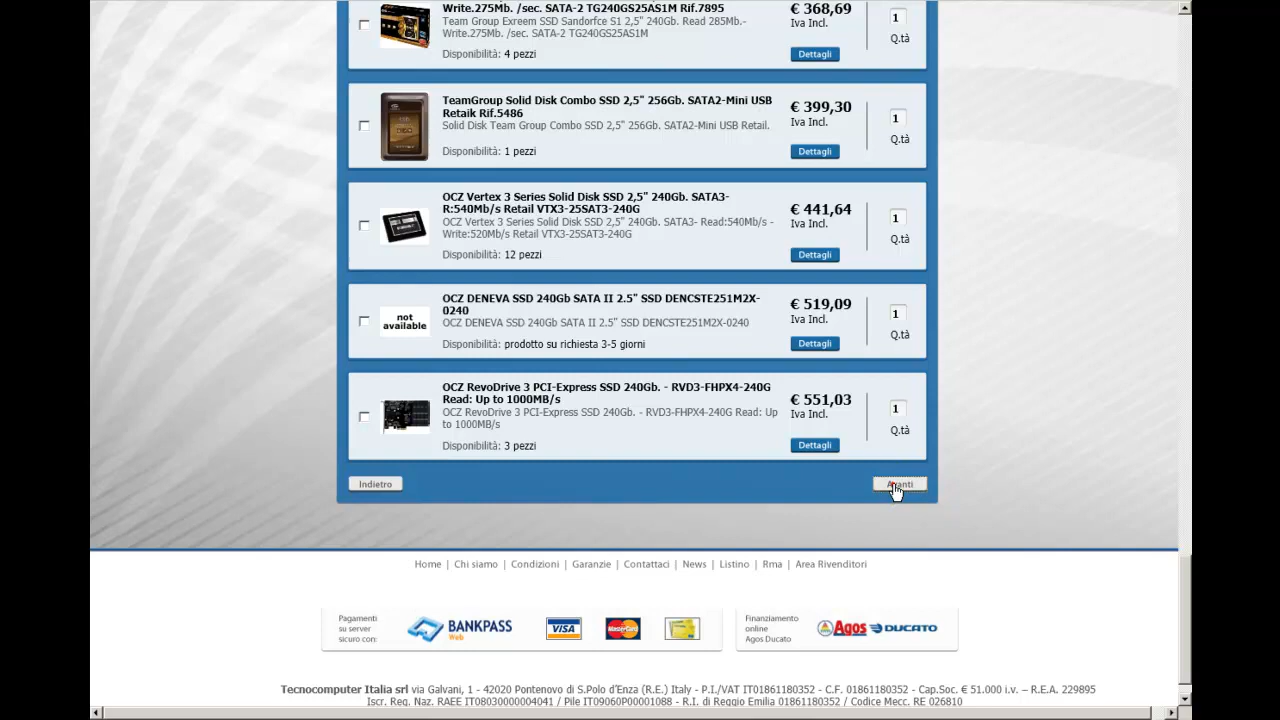 Write.275Mb. /sec. SATA-2 TG240GS25AS1M Rif.7895
Team Group Exreem SSD Sandorfce S1 2,5" 240Gb. Read 285Mb.-
Write.275Mb. /sec. SATA-2 TG240GS25AS1M
Disponibilità: 4 pezzi
€ 368,69
Iva Incl.
Dettagli
1
Q.tà
TeamGroup Solid Disk Combo SSD 2,5" 256Gb. SATA2-Mini USB
Retaik Rif.5486
Solid Disk Team Group Combo SSD 2,5" 256Gb. SATA2-Mini USB Retail.
Disponibilità: 1 pezzi
€ 399,30
Iva Incl.
Dettagli
1
Q.tà
OCZ Vertex 3 Series Solid Disk SSD 2,5" 240Gb. SATA3-
R:540Mb/s Retail VTX3-25SAT3-240G
OCZ Vertex 3 Series Solid Disk SSD 2,5" 240Gb. SATA3- Read:540Mb/s -
Write:520Mb/s Retail VTX3-25SAT3-240G
Disponibilità: 12 pezzi
€ 441,64
Iva Incl.
Dettagli
1
Q.tà
not
available
OCZ DENEVA SSD 240Gb SATA II 2.5" SSD DENCSTE251M2X-
0240
OCZ DENEVA SSD 240Gb SATA II 2.5" SSD DENCSTE251M2X-0240
Disponibilità: prodotto su richiesta 3-5 giorni
€ 519,09
Iva Incl.
Dettagli
1
Q.tà
OCZ RevoDrive 3 PCI-Express SSD 240Gb. - RVD3-FHPX4-240G
Read: Up to 1000MB/s
OCZ RevoDrive 3 PCI-Express SSD 240Gb. - RVD3-FHPX4-240G Read: Up
to 1000MB/s
Disponibilità: 3 pezzi
€ 551,03
Iva Incl.
Dettagli
1
Q.tà
Indietro
Avanti
Home | Chi siamo | Condizioni | Garanzie | Contattaci | News | Listino | Rma | Area Rivenditori
Pagamenti
su server
sicuro con:
BANKPASS
Web
VISA
MasterCard
Finanziamento
online
Agos Ducato
Agos DUCATO
Tecnocomputer Italia srl via Galvani, 1 - 42020 Pontenovo di S.Polo d'Enza (R.E.) Italy - P.I./VAT IT01861180352 - C.F. 01861180352 - Cap.Soc. € 51.000 i.v. – R.E.A. 229895
Iscr. Reg. Naz. RAEE IT08030000004041 / Pile IT09060P00001088 - R.I. di Reggio Emilia 01861180352 / Codice Mecc. RE 026810